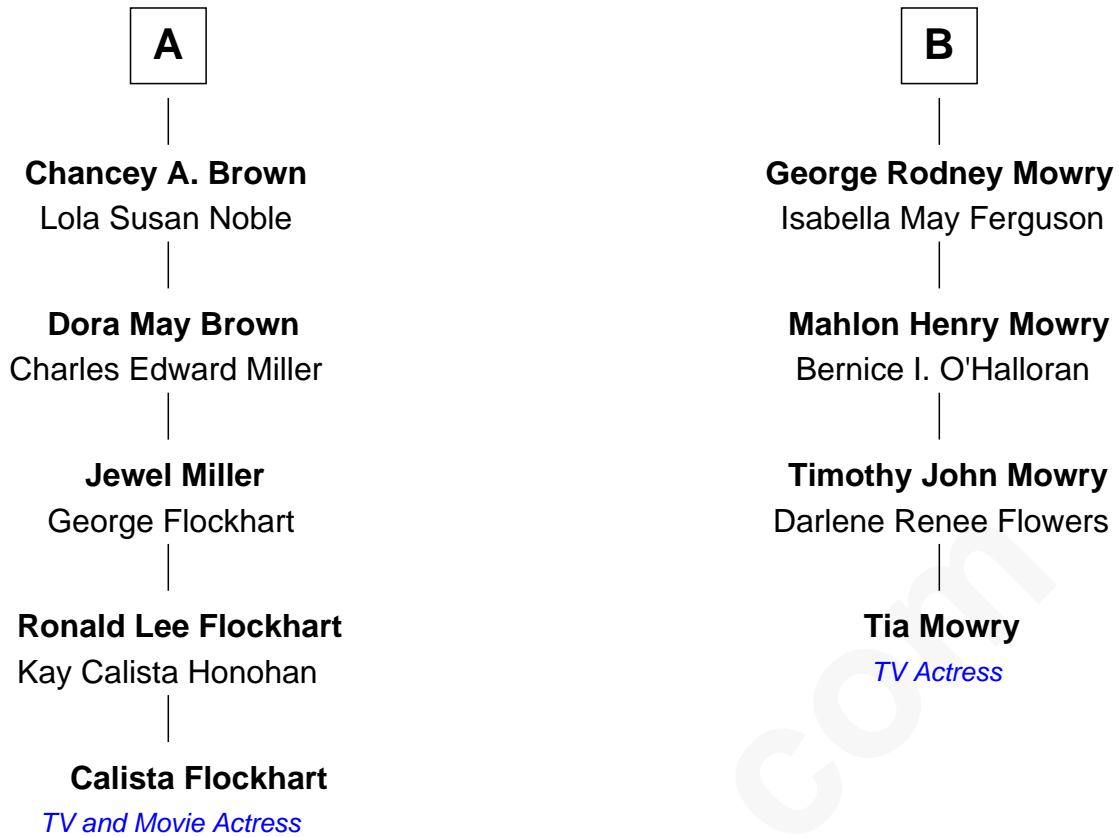 A
Chancey A. Brown
Lola Susan Noble
Dora May Brown
Charles Edward Miller
Jewel Miller
George Flockhart
Ronald Lee Flockhart
Kay Calista Honohan
Calista Flockhart
TV and Movie Actress
B
George Rodney Mowry
Isabella May Ferguson
Mahlon Henry Mowry
Bernice I. O'Halloran
Timothy John Mowry
Darlene Renee Flowers
Tia Mowry
TV Actress
com